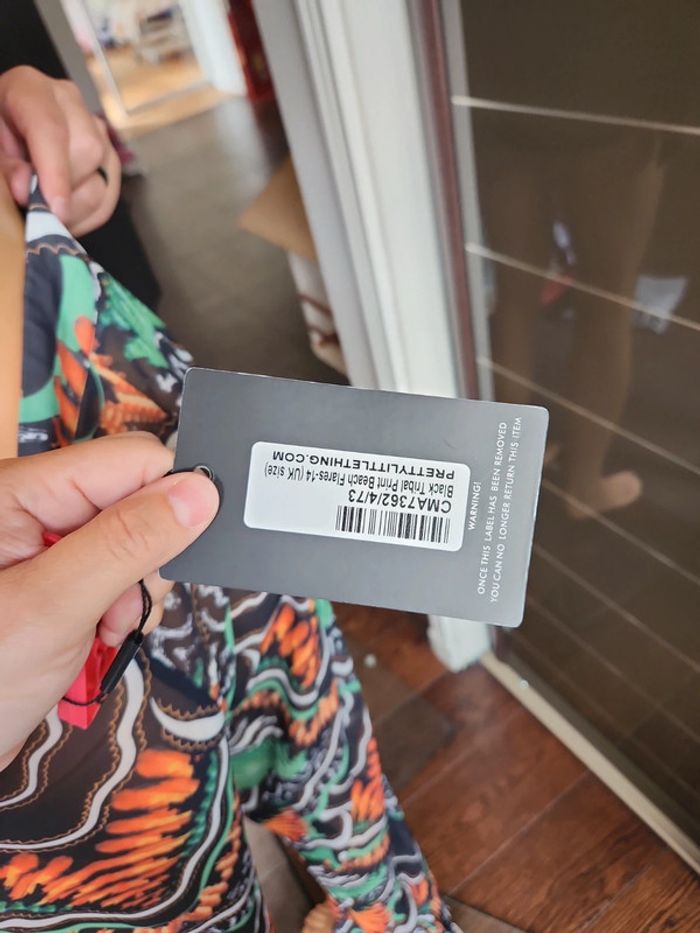 CMA7362/4/73
Black Tribal Print Beach Flares-14 (UK size)
PRETTYLITTLETHING.COM
WARNING!
ONCE THIS LABEL HAS BEEN REMOVED
YOU CAN NO LONGER RETURN THIS ITEM